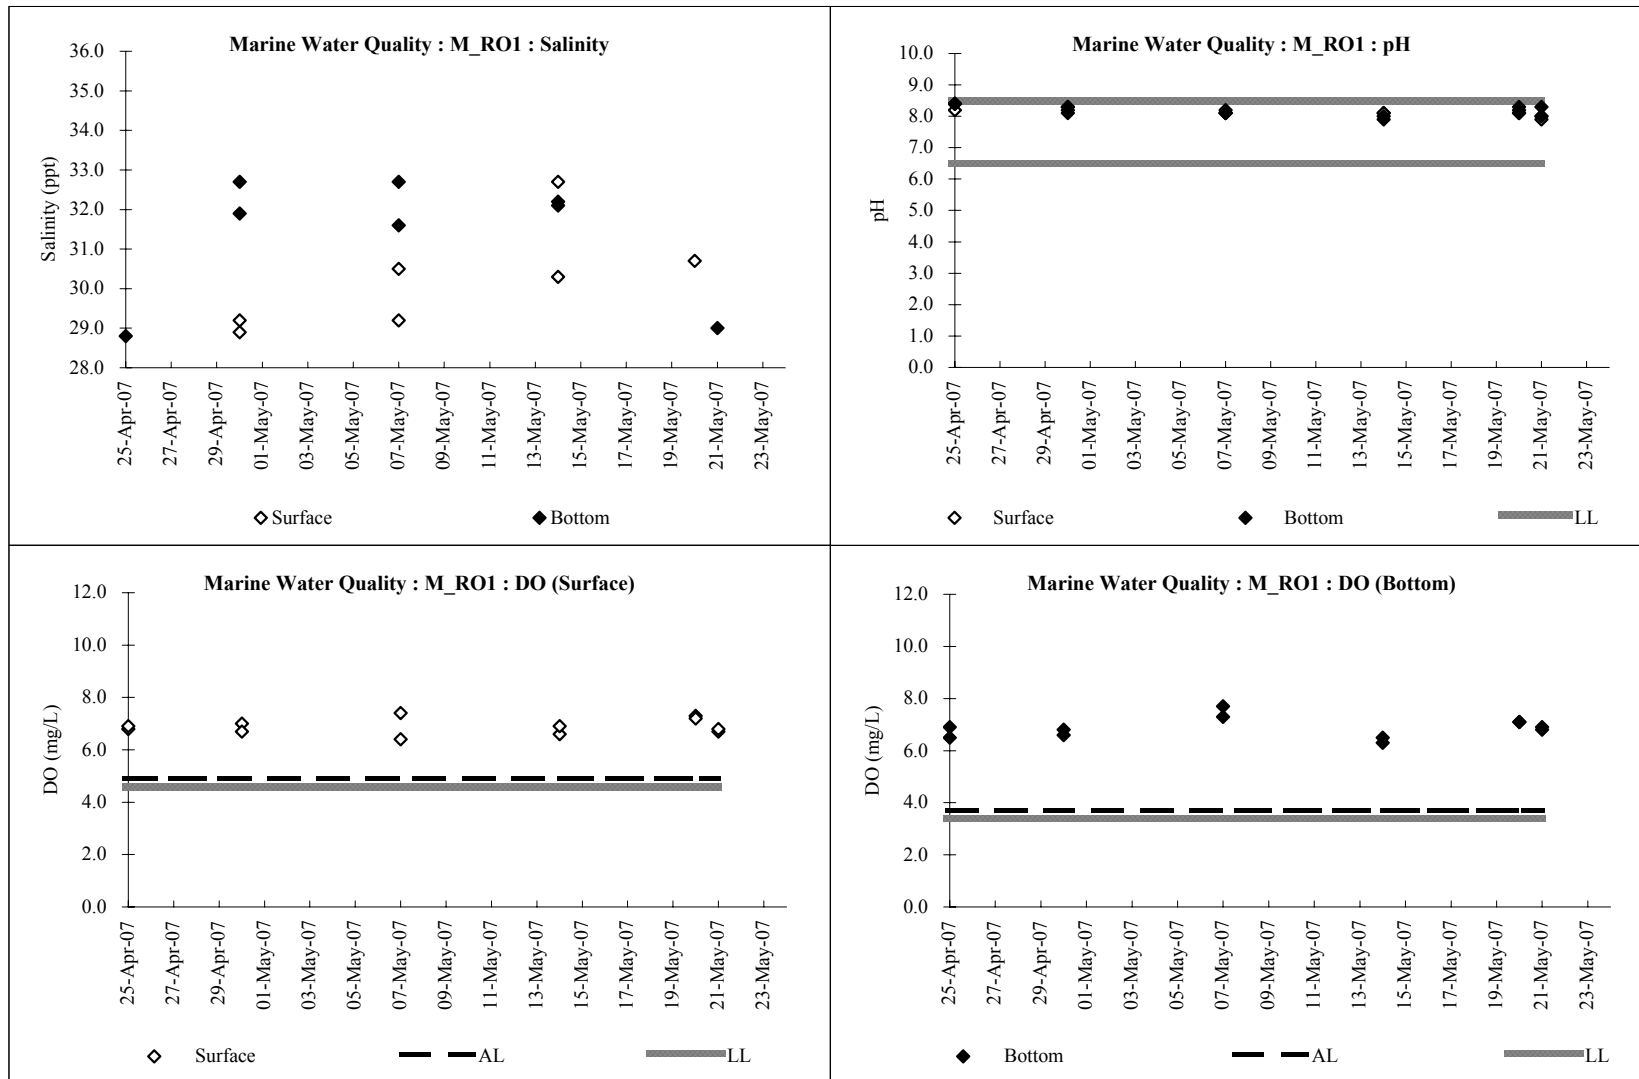 Marine Water Quality : M_RO1 : Salinity
36.0
35.0
34.0
33.0
32.0
31.0
30.0
29.0
28.0
Salinity (ppt)
25-Apr-07
27-Apr-07
29-Apr-07
01-May-07
03-May-07
05-May-07
07-May-07
09-May-07
11-May-07
13-May-07
15-May-07
17-May-07
19-May-07
21-May-07
23-May-07
Surface Bottom
Marine Water Quality : M_RO1 : pH
10.0
9.0
8.0
7.0
6.0
5.0
4.0
3.0
2.0
1.0
0.0
pH
25-Apr-07
27-Apr-07
29-Apr-07
01-May-07
03-May-07
05-May-07
07-May-07
09-May-07
11-May-07
13-May-07
15-May-07
17-May-07
19-May-07
21-May-07
23-May-07
Surface Bottom LL
Marine Water Quality : M_RO1 : DO (Surface)
12.0
10.0
8.0
6.0
4.0
2.0
0.0
DO (mg/L)
25-Apr-07
27-Apr-07
29-Apr-07
01-May-07
03-May-07
05-May-07
07-May-07
09-May-07
11-May-07
13-May-07
15-May-07
17-May-07
19-May-07
21-May-07
23-May-07
Surface AL LL
Marine Water Quality : M_RO1 : DO (Bottom)
12.0
10.0
8.0
6.0
4.0
2.0
0.0
DO (mg/L)
25-Apr-07
27-Apr-07
29-Apr-07
01-May-07
03-May-07
05-May-07
07-May-07
09-May-07
11-May-07
13-May-07
15-May-07
17-May-07
19-May-07
21-May-07
23-May-07
Bottom AL LL